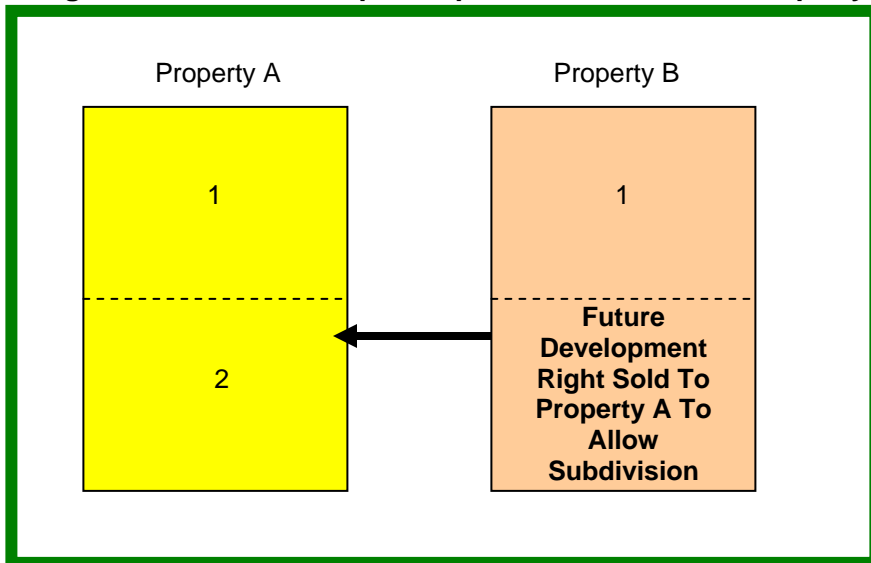 Property A
Property B
1
2
1
Future
Development
Right Sold To
Property A To
Allow
Subdivision